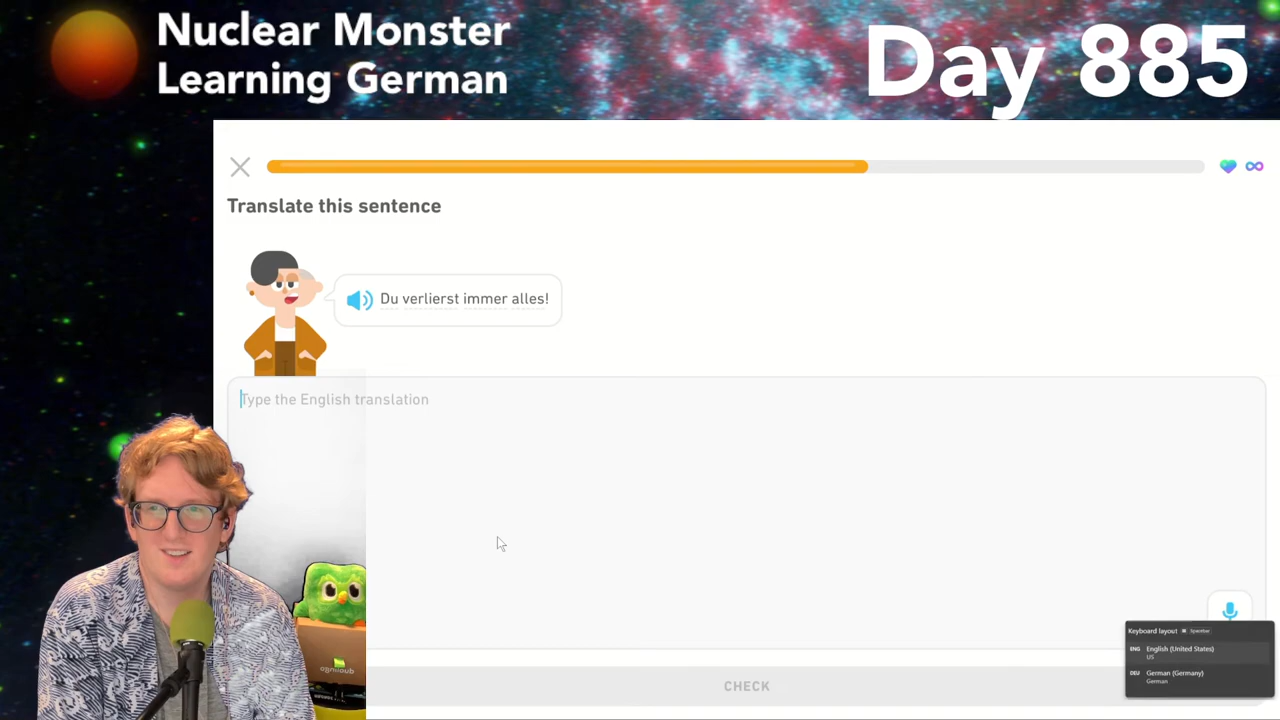 Nuclear Monster
Learning German
Day 885
Translate this sentence
Du verlierst immer alles!
Type the English translation
CHECK
Keyboard layout
Spacebar
ENG English (United States)
US
DEU German (Germany)
German